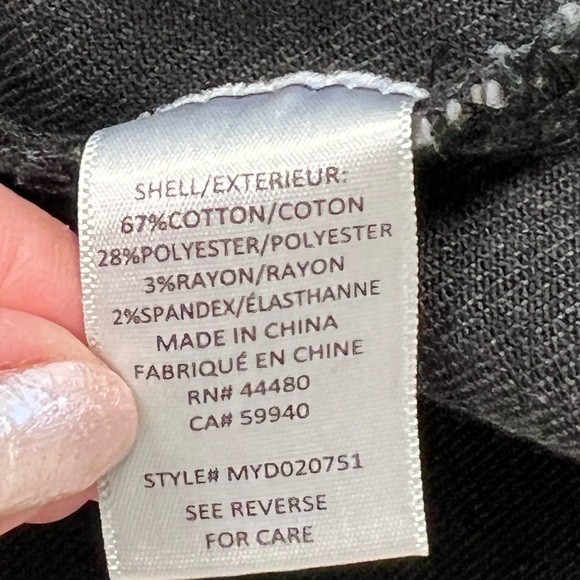 SHELL/EXTERIEUR:
67%COTTON/COTON
28%POLYESTER/POLYESTER
3%RAYON/RAYON
2%SPANDEX/ÉLASTHANNE
MADE IN CHINA
FABRIQUÉ EN CHINE
RN# 44480
CA# 59940
STYLE# MYD020751
SEE REVERSE
FOR CARE